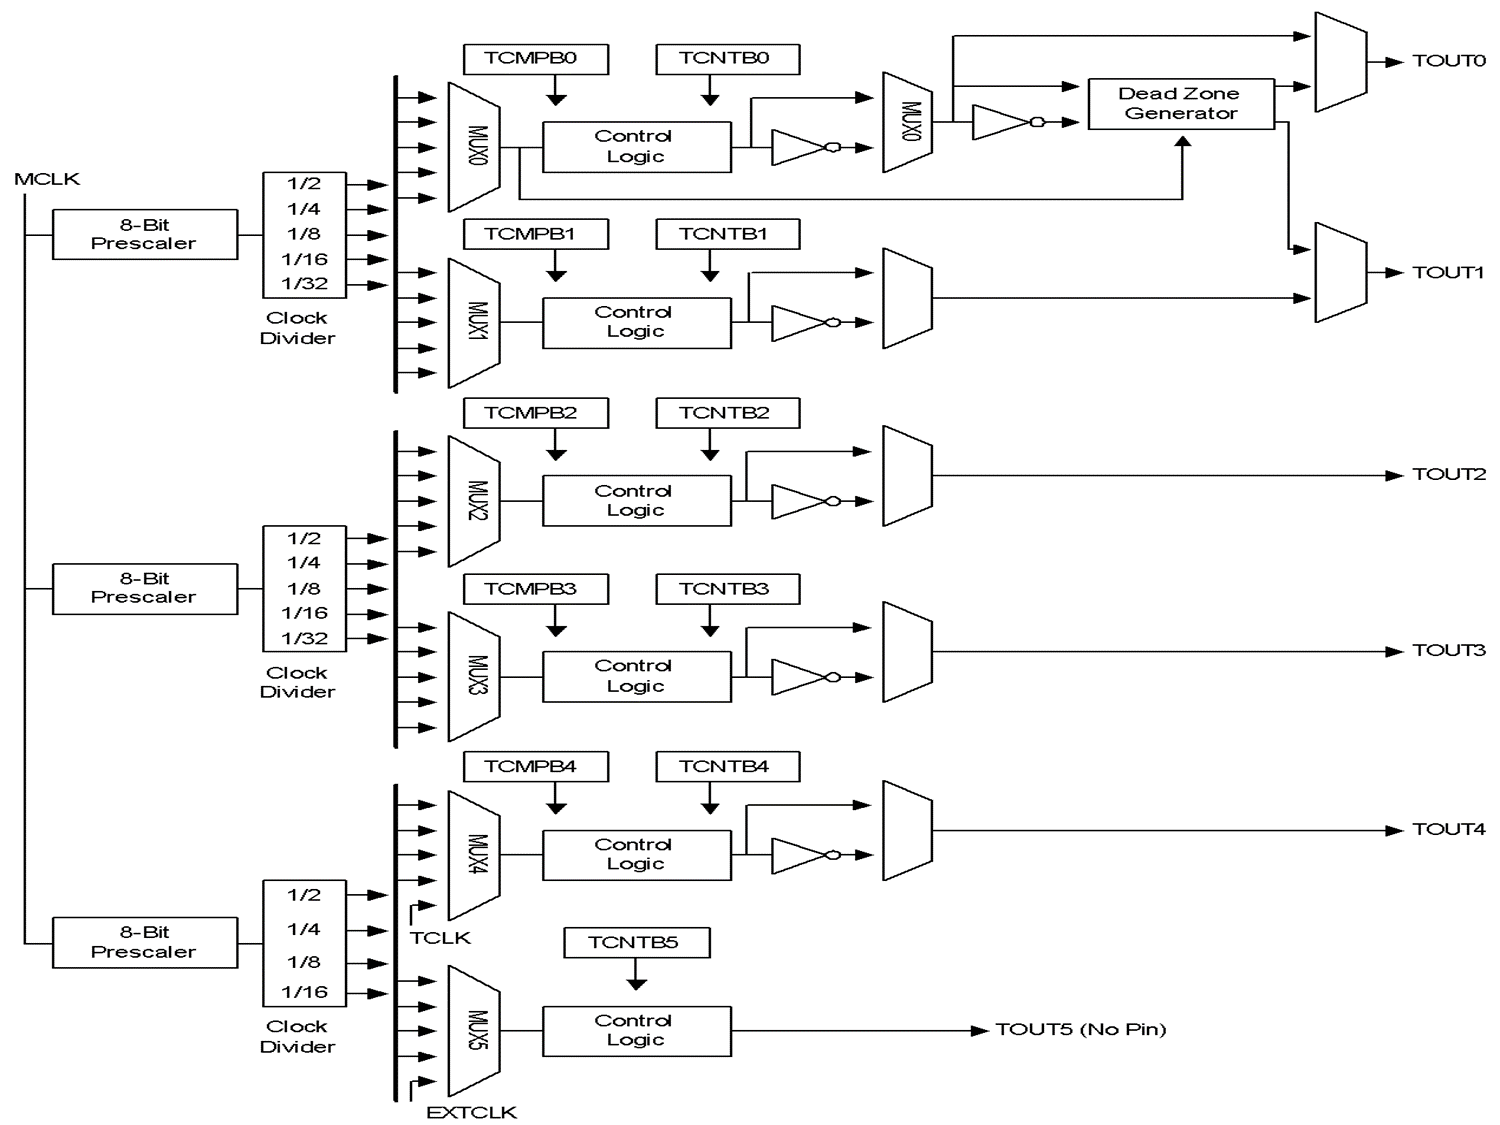 TCMPB0
TCNTB0
TOUT0
MUX0
Control
Logic
MUX0
Dead Zone
Generator
MCLK
8-Bit
Prescaler
1/2
1/4
1/8
1/16
1/32
Clock
Divider
TCMPB1
TCNTB1
MUX1
Control
Logic
TOUT1
TCMPB2
TCNTB2
MUX2
Control
Logic
TOUT2
8-Bit
Prescaler
1/2
1/4
1/8
1/16
1/32
Clock
Divider
TCMPB3
TCNTB3
MUX3
Control
Logic
TOUT3
TCMPB4
TCNTB4
MUX4
Control
Logic
TOUT4
TCLK
8-Bit
Prescaler
1/2
1/4
1/8
1/16
Clock
Divider
TCNTB5
MUX5
Control
Logic
TOUT5 (No Pin)
EXTCLK